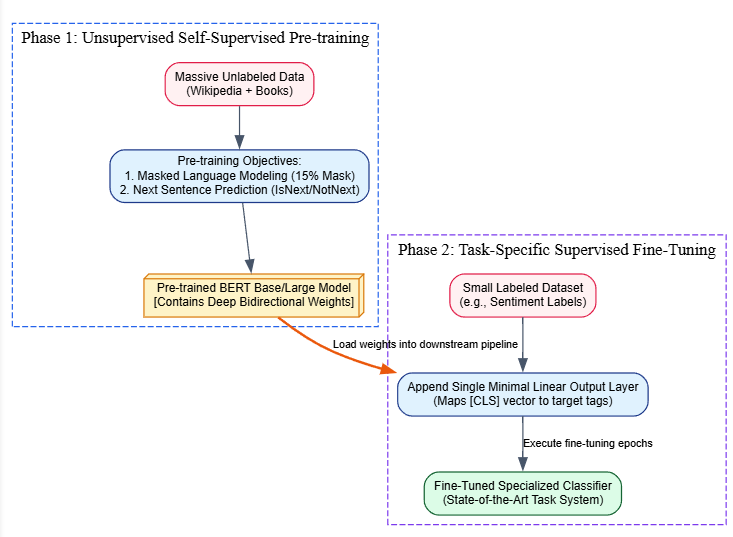 Phase 1: Unsupervised Self-Supervised Pre-training
Massive Unlabeled Data
(Wikipedia + Books)
Pre-training Objectives:
1. Masked Language Modeling (15% Mask)
2. Next Sentence Prediction (IsNext/NotNext)
Pre-trained BERT Base/Large Model
[Contains Deep Bidirectional Weights]
Phase 2: Task-Specific Supervised Fine-Tuning
Small Labeled Dataset
(e.g., Sentiment Labels)
Load weights into downstream pipeline
Append Single Minimal Linear Output Layer
(Maps [CLS] vector to target tags)
Execute fine-tuning epochs
Fine-Tuned Specialized Classifier
(State-of-the-Art Task System)